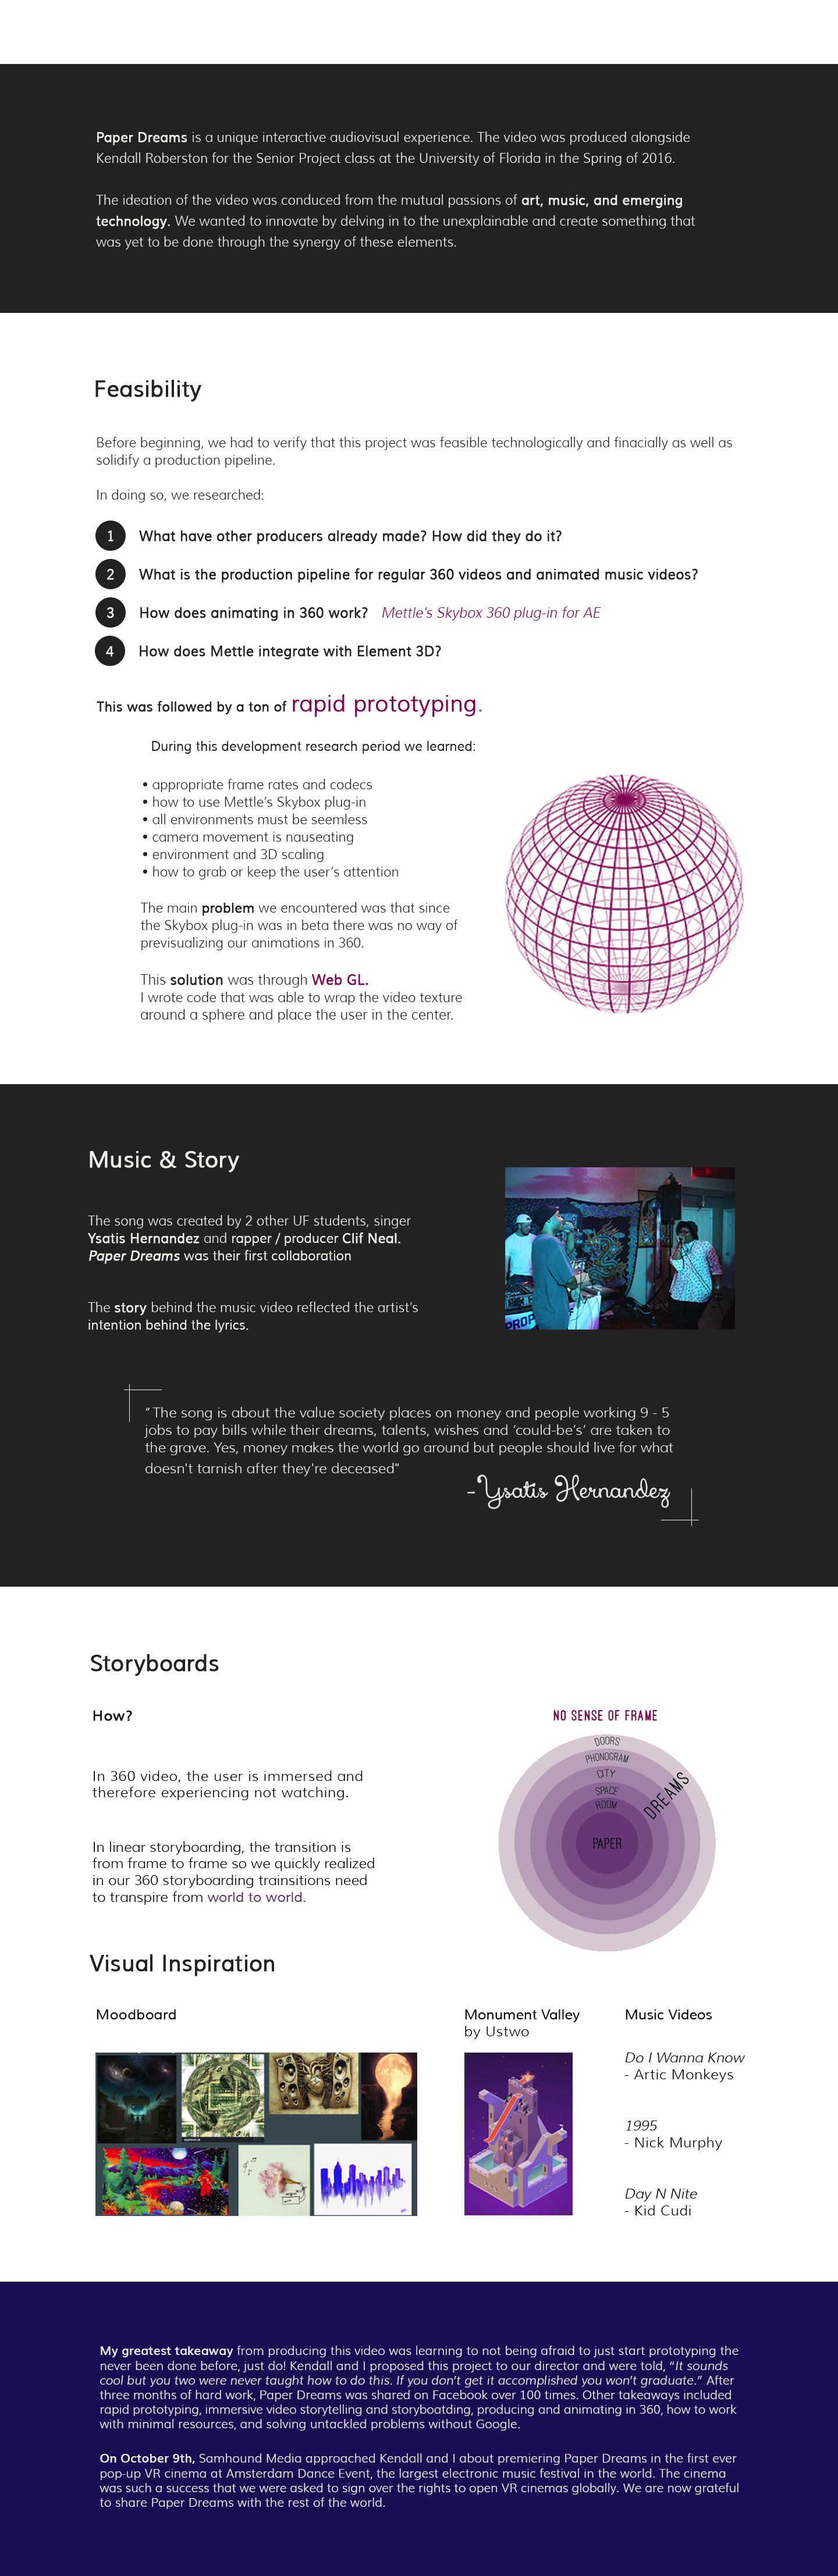 Paper Dreams is a unique interactive audiovisual experience. The video was produced alongside
Kendall Roberston for the Senior Project class at the University of Florida in the Spring of 2016.
The ideation of the video was conduced from the mutual passions of art, music, and emerging
technology. We wanted to innovate by delving in to the unexplainable and create something that
was yet to be done through the synergy of these elements.
Feasibility
Before beginning, we had to verify that this project was feasible technologically and finacially as well as
solidify a production pipeline.
In doing so, we researched:
1 What have other producers already made? How did they do it?
2 What is the production pipeline for regular 360 videos and animated music videos?
3 How does animating in 360 work? Mettle's Skybox 360 plug-in for AE
4 How does Mettle integrate with Element 3D?
This was followed by a ton of rapid prototyping.
During this development research period we learned:
• appropriate frame rates and codecs
• how to use Mettle's Skybox plug-in
• all environments must be seemless
• camera movement is nauseating
• environment and 3D scaling
• how to grab or keep the user's attention
The main problem we encountered was that since
the Skybox plug-in was in beta there was no way of
previsualizing our animations in 360.
This solution was through Web GL.
I wrote code that was able to wrap the video texture
around a sphere and place the user in the center.
Music & Story
The song was created by 2 other UF students, singer
Ysatis Hernandez and rapper / producer Clif Neal.
Paper Dreams was their first collaboration
The story behind the music video reflected the artist's
intention behind the lyrics.
PROP
" The song is about the value society places on money and people working 9 - 5
jobs to pay bills while their dreams, talents, wishes and 'could-be's' are taken to
the grave. Yes, money makes the world go around but people should live for what
doesn't tarnish after they're deceased"
- Ysatis Hernandez
Storyboards
How?
In 360 video, the user is immersed and
therefore experiencing not watching.
In linear storyboarding, the transition is
from frame to frame so we quickly realized
in our 360 storyboarding trainsitions need
to transpire from world to world.
NO SENSE OF FRAME
DOORS
PHONOGRAM
CITY
SPACE
ROOM
PAPER
DREAMS
Visual Inspiration
Moodboard
Monument Valley
by Ustwo
Music Videos
Do I Wanna Know
- Artic Monkeys
1995
- Nick Murphy
Day N Nite
- Kid Cudi
My greatest takeaway from producing this video was learning to not being afraid to just start prototyping the
never been done before, just do! Kendall and I proposed this project to our director and were told, "It sounds
cool but you two were never taught how to do this. If you don't get it accomplished you won't graduate." After
three months of hard work, Paper Dreams was shared on Facebook over 100 times. Other takeaways included
rapid prototyping, immersive video storytelling and storyboatding, producing and animating in 360, how to work
with minimal resources, and solving untackled problems without Google.
On October 9th, Samhound Media approached Kendall and I about premiering Paper Dreams in the first ever
pop-up VR cinema at Amsterdam Dance Event, the largest electronic music festival in the world. The cinema
was such a success that we were asked to sign over the rights to open VR cinemas globally. We are now grateful
to share Paper Dreams with the rest of the world.